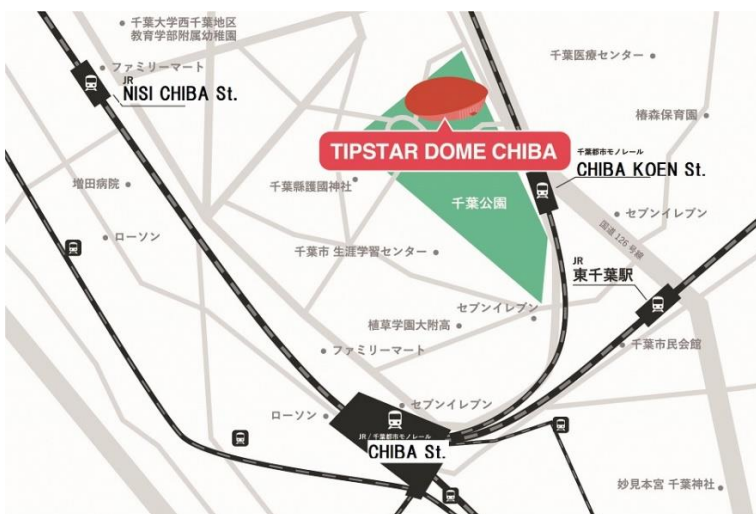 千葉大学西千葉地区
教育学部附属幼稚園
千葉医療センター
ファミリーマート
JR
NISI CHIBA St.
椿森保育園
TIPSTAR DOME CHIBA
千葉都市モノレール
CHIBA KOEN St.
増田病院
千葉縣護國神社
千葉公園
セブンイレブン
ローソン
国道126号線
千葉市 生涯学習センター
JR
東千葉駅
セブンイレブン
植草学園大附高
ファミリーマート
千葉市民会館
ローソン
セブンイレブン
JR / 千葉都市モノレール
CHIBA St.
妙見本宮 千葉神社